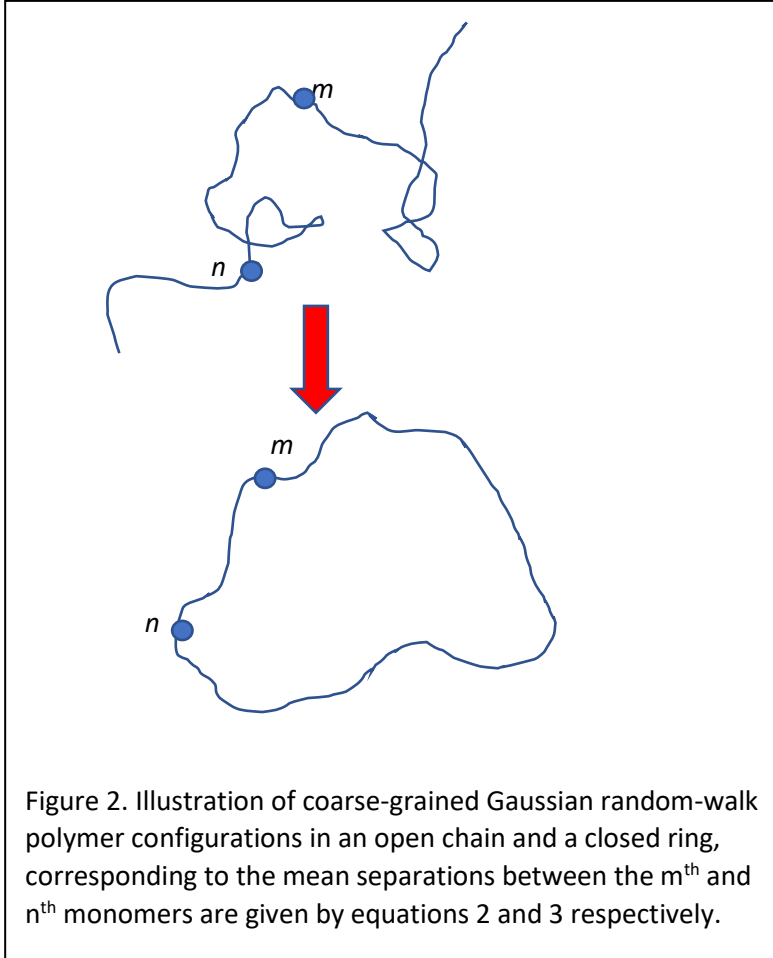 m
n
m
n
Figure 2. Illustration of coarse-grained Gaussian random-walk
polymer configurations in an open chain and a closed ring,
corresponding to the mean separations between the mth and
nth monomers are given by equations 2 and 3 respectively.